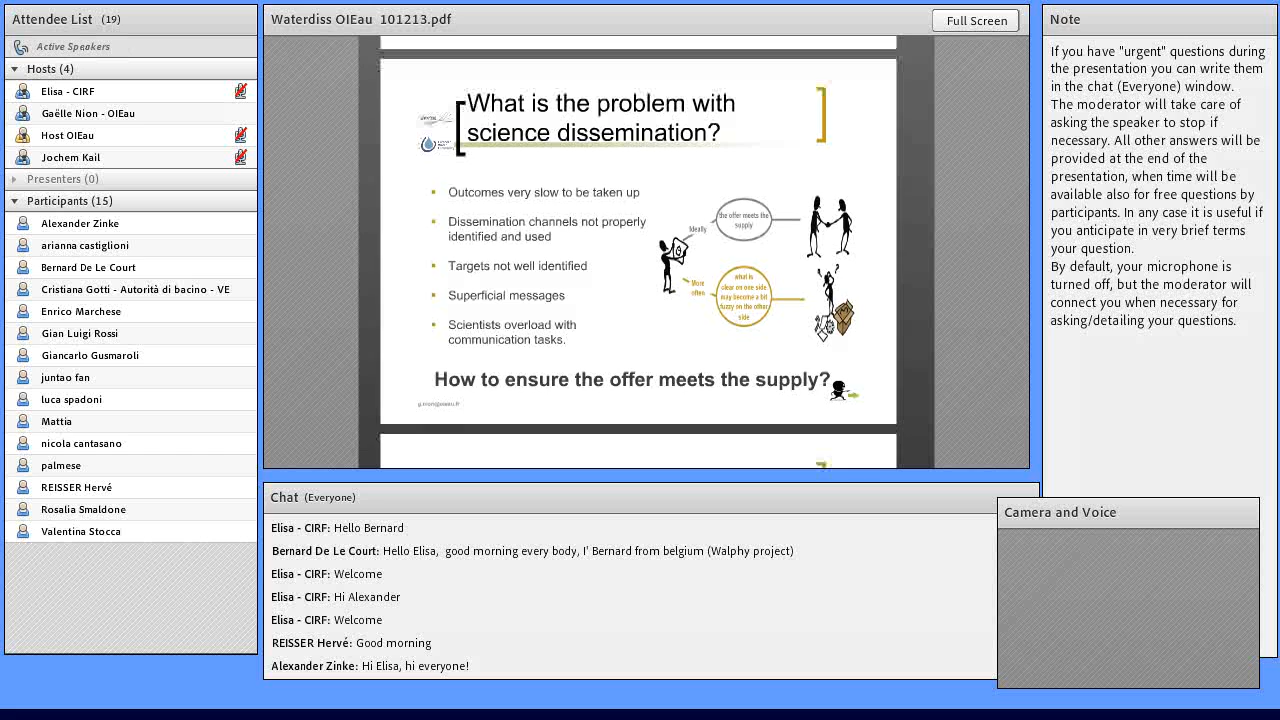 Attendee List (19)
Active Speakers
Hosts (4)
Elisa - CIRF
Gaëlle Nion - OIEau
Host OIEau
Jochem Kail
Presenters (0)
Participants (15)
Alexander Zinke
arianna castiglioni
Bernard De Le Court
Cristiana Gotti - Autorità di bacino - VE
Enrico Marchese
Gian Luigi Rossi
Giancarlo Gusmaroli
juntao fan
luca spadoni
Mattia
nicola cantasano
palmese
REISSER Hervé
Rosalia Smaldone
Valentina Stocca
Waterdiss OIEau 101213.pdf
Full Screen
What is the problem with
science dissemination?
Outcomes very slow to be taken up
Dissemination channels not properly
identified and used
Targets not well identified
Superficial messages
Scientists overload with
communication tasks.
Ideally
the offer meets the
supply
More
often
what is
clear on one side
may become a bit
fuzzy on the other
side
How to ensure the offer meets the supply?
Chat (Everyone)
Elisa - CIRF: Hello Bernard
Bernard De Le Court: Hello Elisa, good morning every body, I' Bernard from belgium (Walphy project)
Elisa - CIRF: Welcome
Elisa - CIRF: Hi Alexander
Elisa - CIRF: Welcome
REISSER Hervé: Good morning
Alexander Zinke: Hi Elisa, hi everyone!
Note
If you have "urgent" questions during
the presentation you can write them
in the chat (Everyone) window.
The moderator will take care of
asking the speaker to stop if
necessary. All other answers will be
provided at the end of the
presentation, when time will be
available also for free questions by
participants. In any case it is useful if
you anticipate in very brief terms
your question.
By default, your microphone is
turned off, but the moderator will
connect you when necessary for
asking/detailing your questions.
Camera and Voice